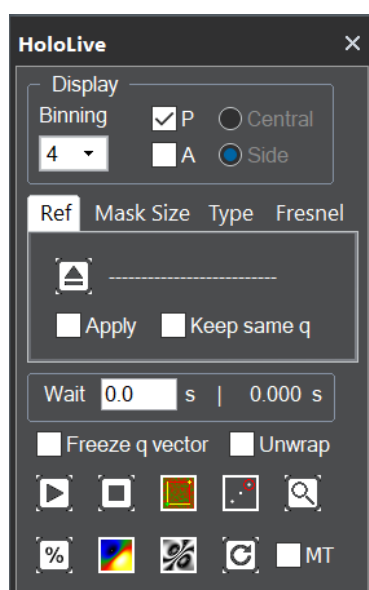 HoloLive
Display
Binning P Central
4 A Side
Ref Mask Size Type Fresnel
---------------------------
Apply Keep same q
Wait 0.0 s | 0.000 s
Freeze q vector Unwrap
% MT